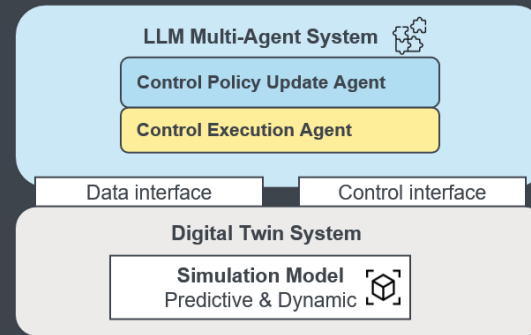 LLM Multi-Agent System
Control Policy Update Agent
Control Execution Agent
Data interface
Control interface
Digital Twin System
Simulation Model
Predictive & Dynamic